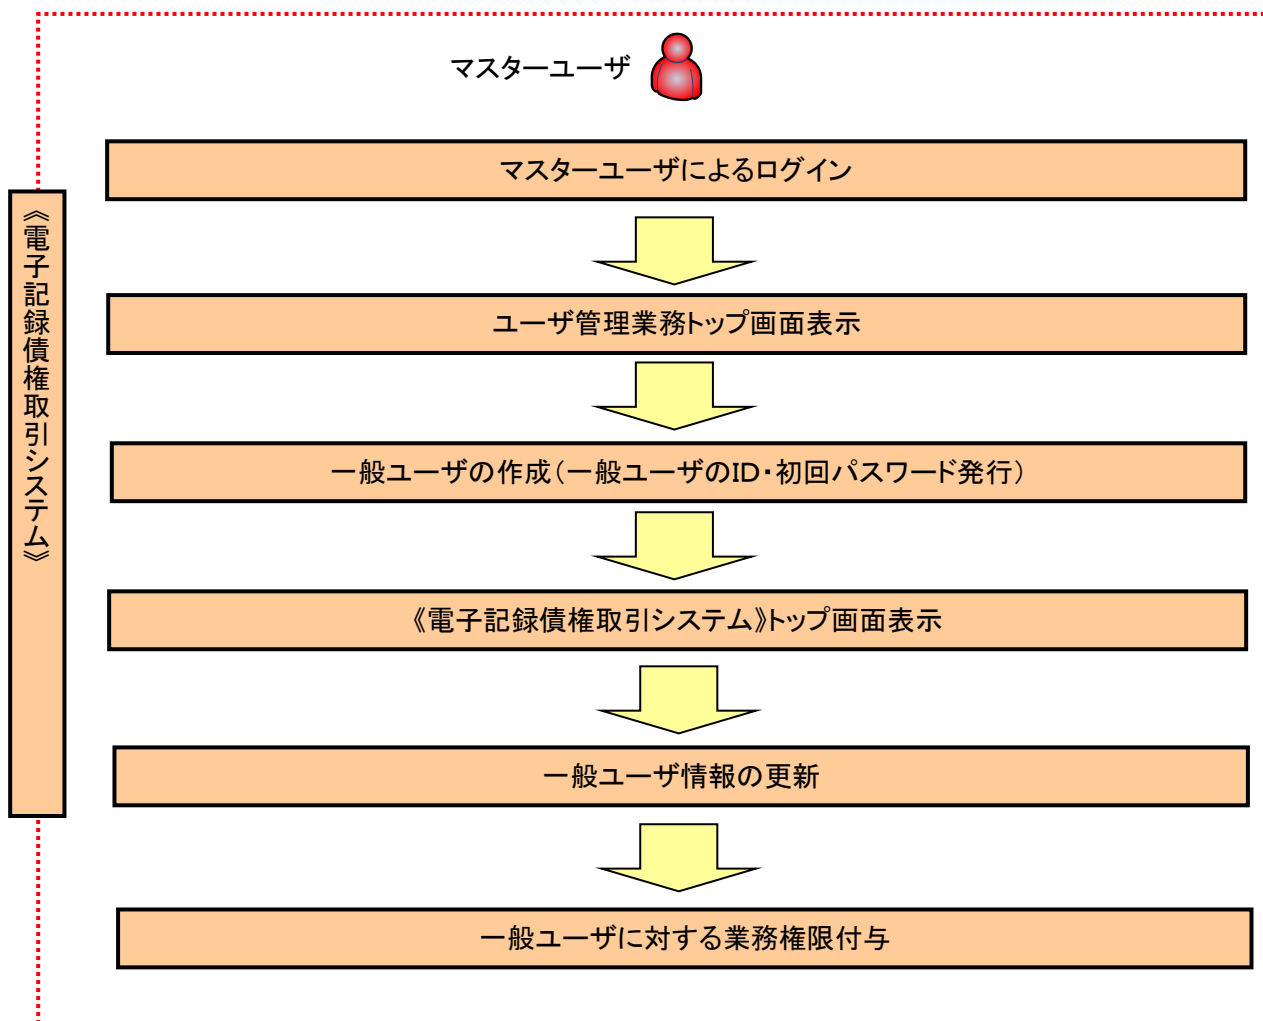 マスターユーザ
マスターユーザによるログイン
《電子記録債権取引システム》
ユーザ管理業務トップ画面表示
一般ユーザの作成(一般ユーザのID・初回パスワード発行)
《電子記録債権取引システム》トップ画面表示
一般ユーザ情報の更新
一般ユーザに対する業務権限付与